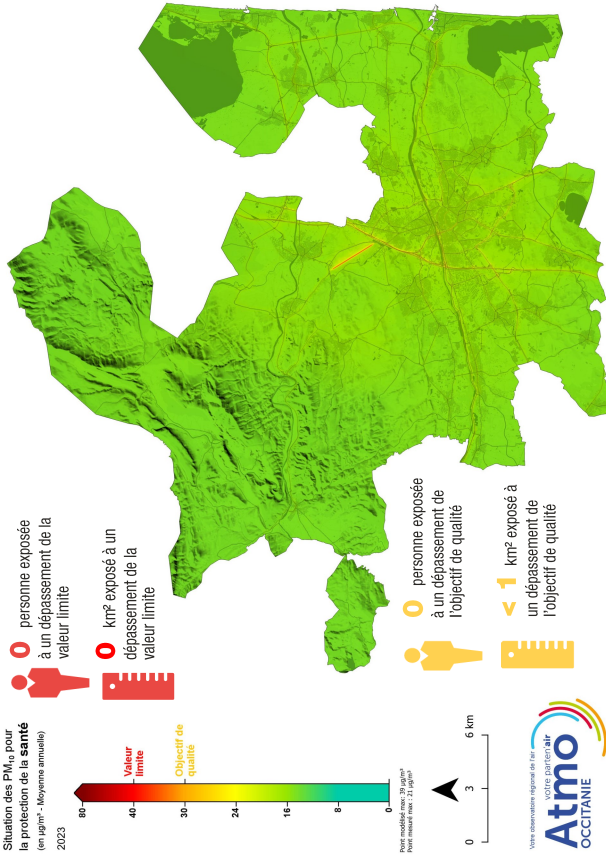 Situation des PM₁₀ pour
la protection de la santé
(en µg/m³ - Moyenne annuelle)
2023
80
40
30
24
16
8
0
Valeur
limite
Objectif de
qualité
Point modélisé max: 39 µg/m³
Point mesuré max : 21 µg/m³
0 personne exposée
à un dépassement de la
valeur limite
0 km² exposé à un
dépassement de la
valeur limite
0 personne exposée
à un dépassement de
l'objectif de qualité
< 1 km² exposé à
un dépassement de
l'objectif de qualité
0 3 6 km
Votre observatoire régional de l'air
votre parten'air
Atmo
OCCITANIE